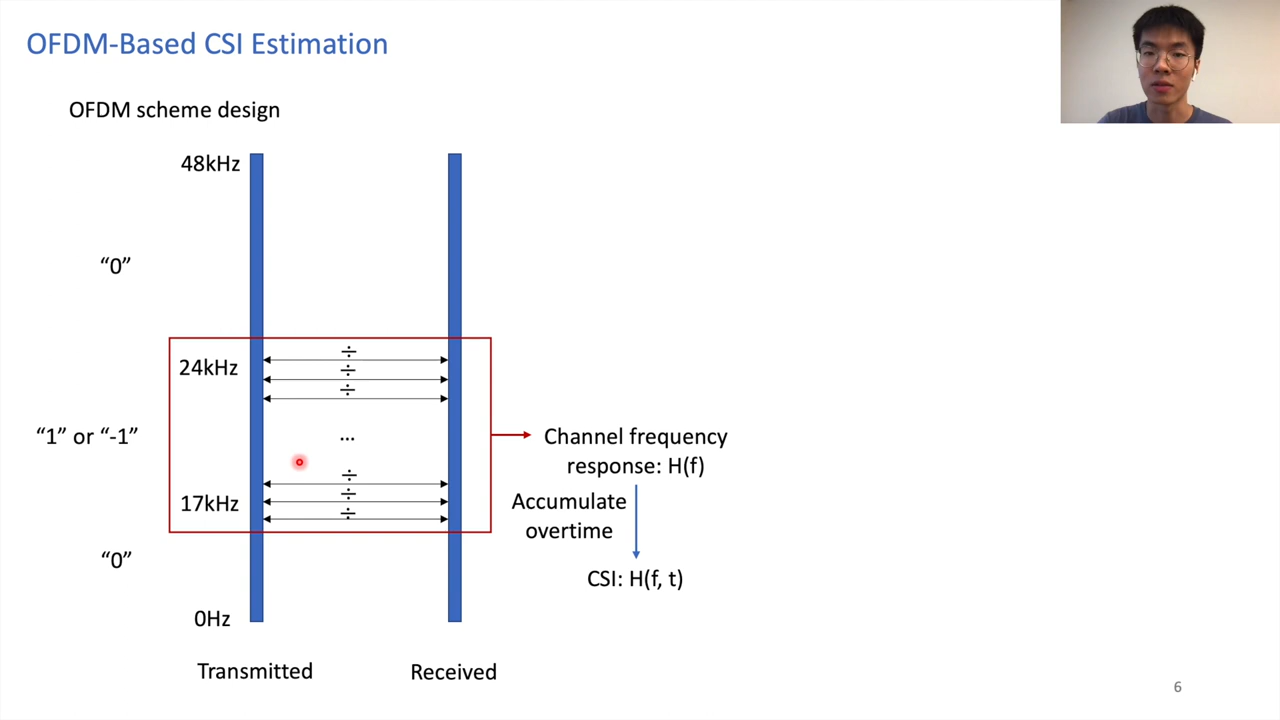 OFDM-Based CSI Estimation
OFDM scheme design
48kHz
“0”
÷
24kHz
÷
÷
“1” or “-1”
...
Channel frequency
response: H(f)
÷
17kHz
÷
÷
Accumulate
overtime
“0”
CSI: H(f, t)
0Hz
Transmitted
Received
6